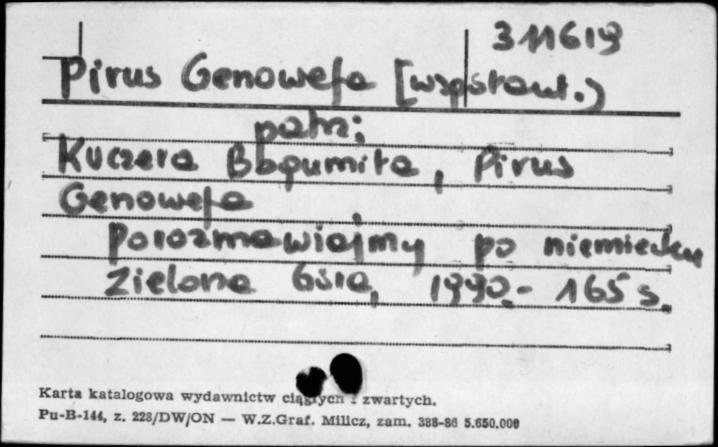 311619
Pirus Genowefa [współaut.)
patrz:
Kuczera Bogumiła, Pirus
Genowefa
Porozmawiajmy po niemiecku
Zielona Góra, 1990.- 165 s.
Karta katalogowa wydawnictw ciągłych i zwartych.
Pu-B-144, z. 228/DW/ON — W.Z.Graf. Milicz, zam. 388-86 5.650.000